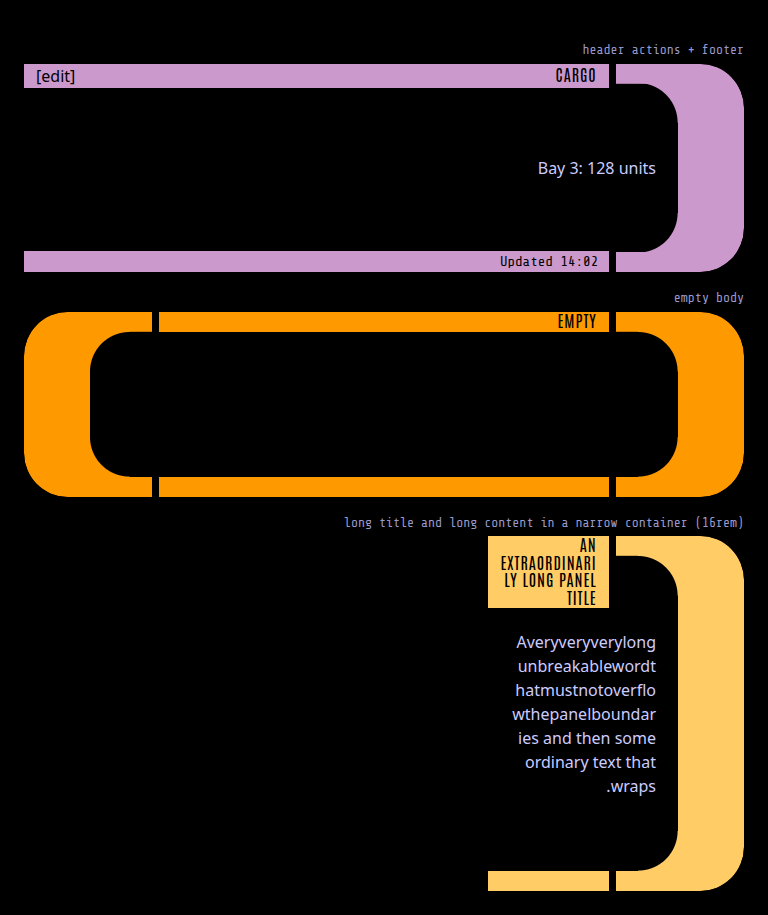 header actions + footer
[edit] CARGO
Bay 3: 128 units
Updated 14:02
empty body
EMPTY
long title and long content in a narrow container (16rem)
AN
EXTRAORDINARI
LY LONG PANEL
TITLE
Averyveryverylong
unbreakablewordt
hatmustnotoverflo
wthepanelboundar
ies and then some
ordinary text that
.wraps